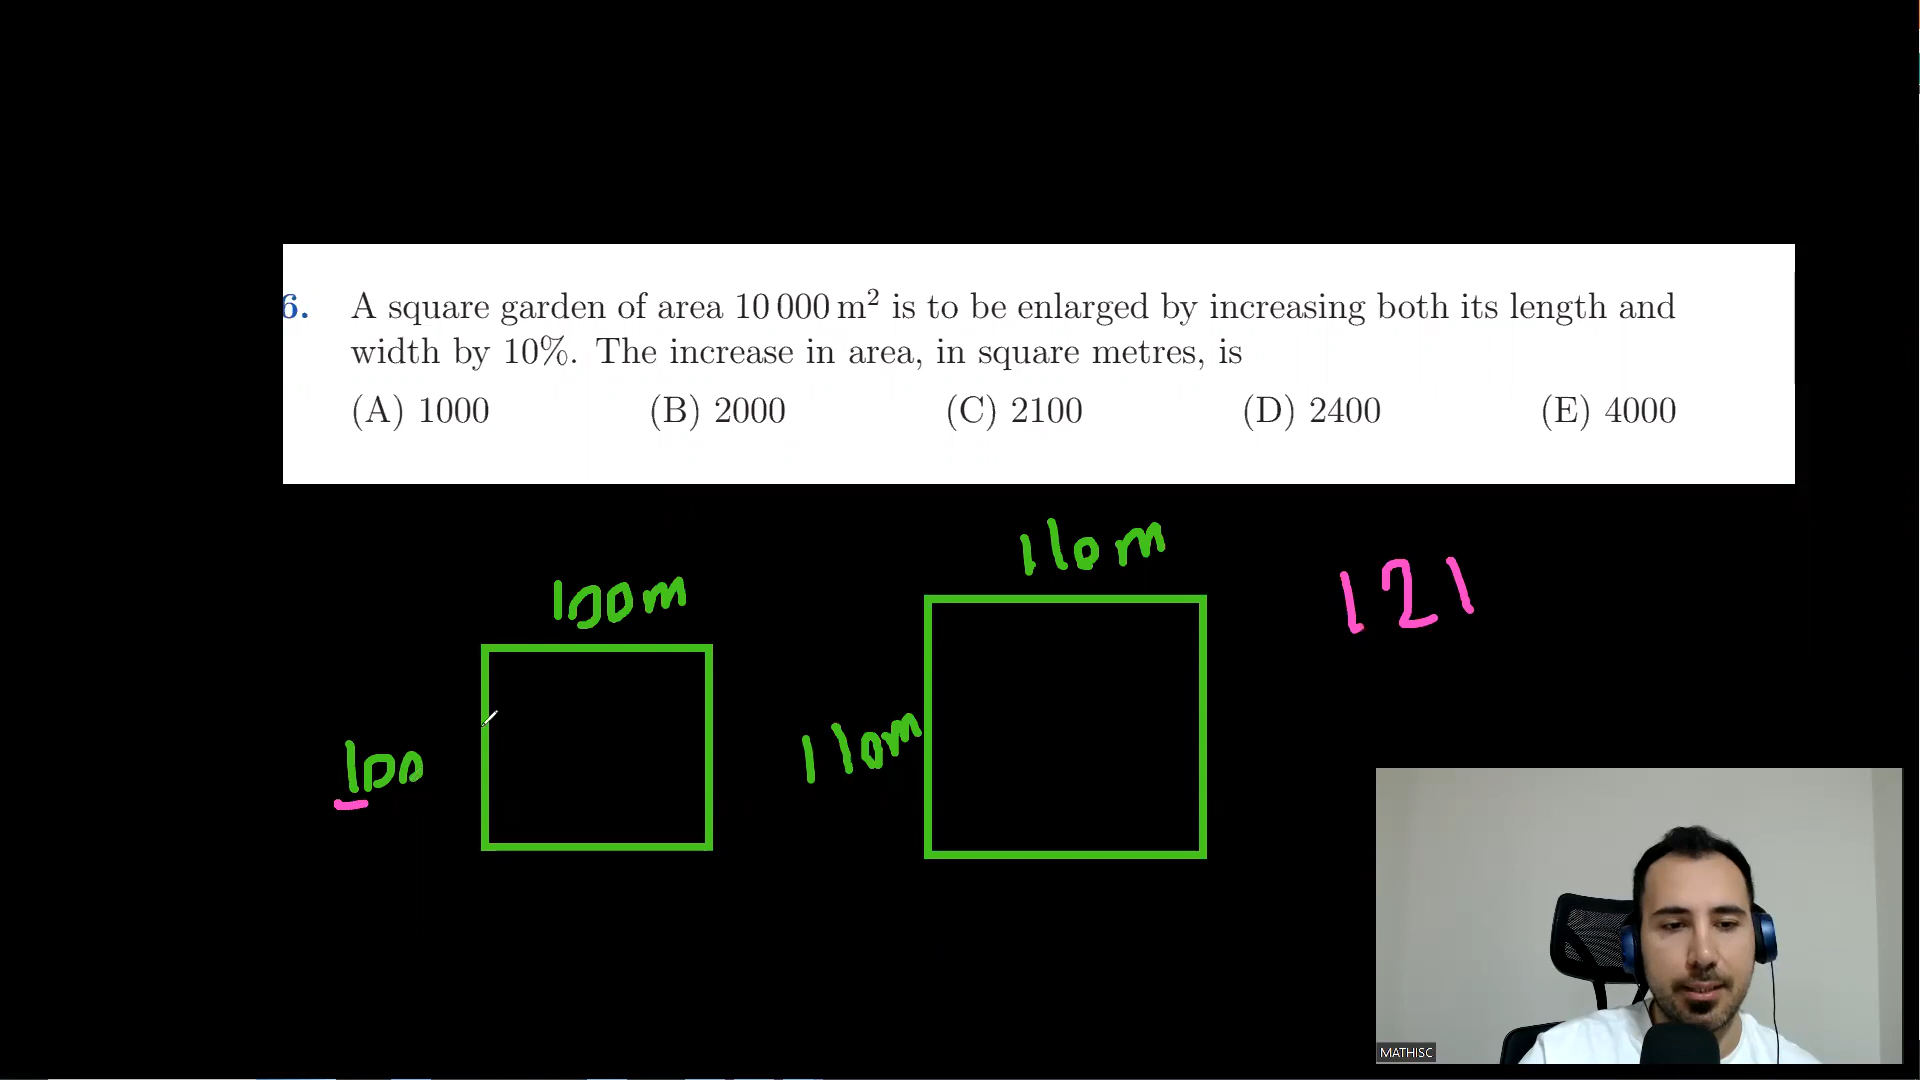 6. A square garden of area 10 000 m² is to be enlarged by increasing both its length and
width by 10%. The increase in area, in square metres, is
(A) 1000 (B) 2000 (C) 2100 (D) 2400 (E) 4000
110m
100m
121
110m
100
MATHISC